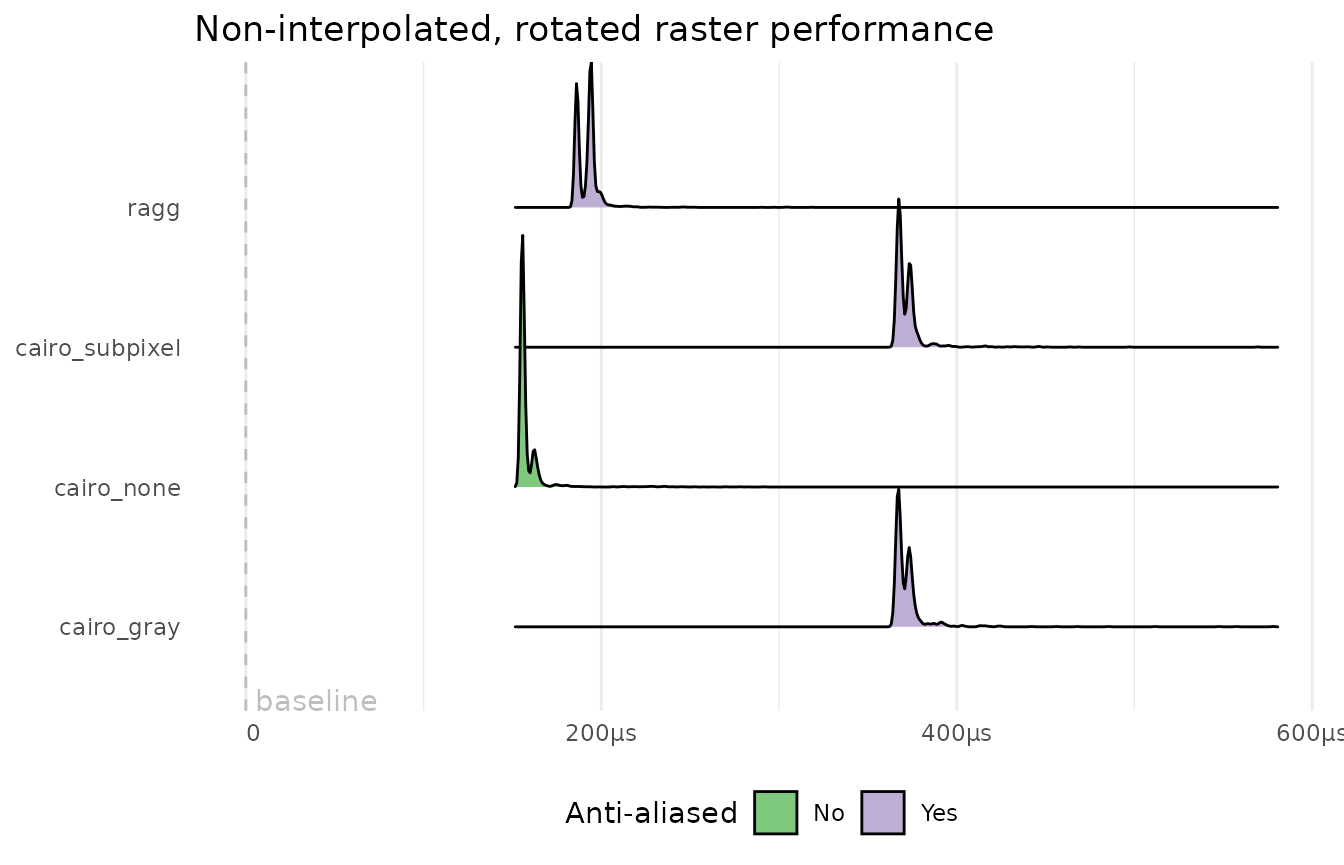 Non-interpolated, rotated raster performance
ragg
cairo_subpixel
cairo_none
cairo_gray
baseline
0 200µs 400µs 600µs
Anti-aliased No Yes